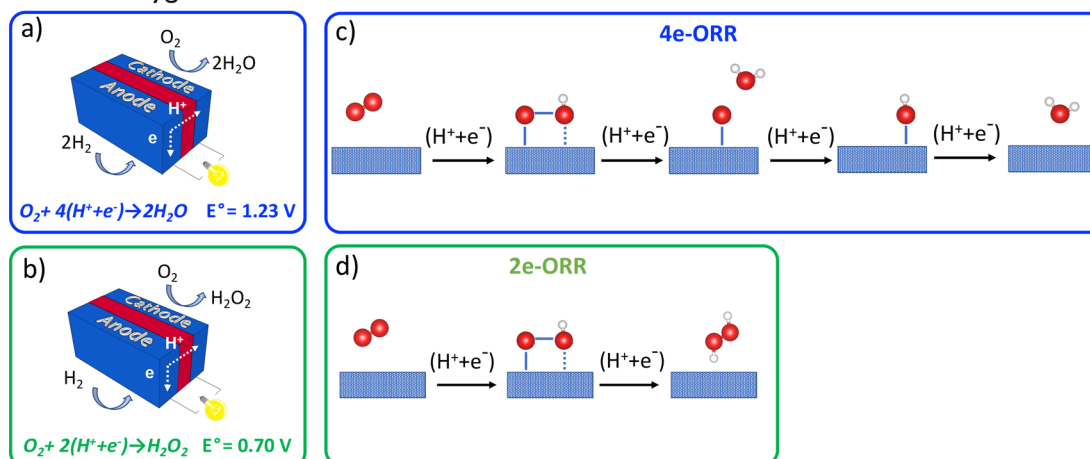 a)
O₂
2H₂O
Cathode
Anode
H⁺
e
2H₂
O₂+ 4(H⁺+e⁻)→2H₂O E°= 1.23 V
c)
4e-ORR
(H⁺+e⁻)
(H⁺+e⁻)
(H⁺+e⁻)
(H⁺+e⁻)
b)
O₂
H₂O₂
Cathode
Anode
H⁺
e
H₂
O₂+ 2(H⁺+e⁻)→H₂O₂ E°= 0.70 V
d)
2e-ORR
(H⁺+e⁻)
(H⁺+e⁻)